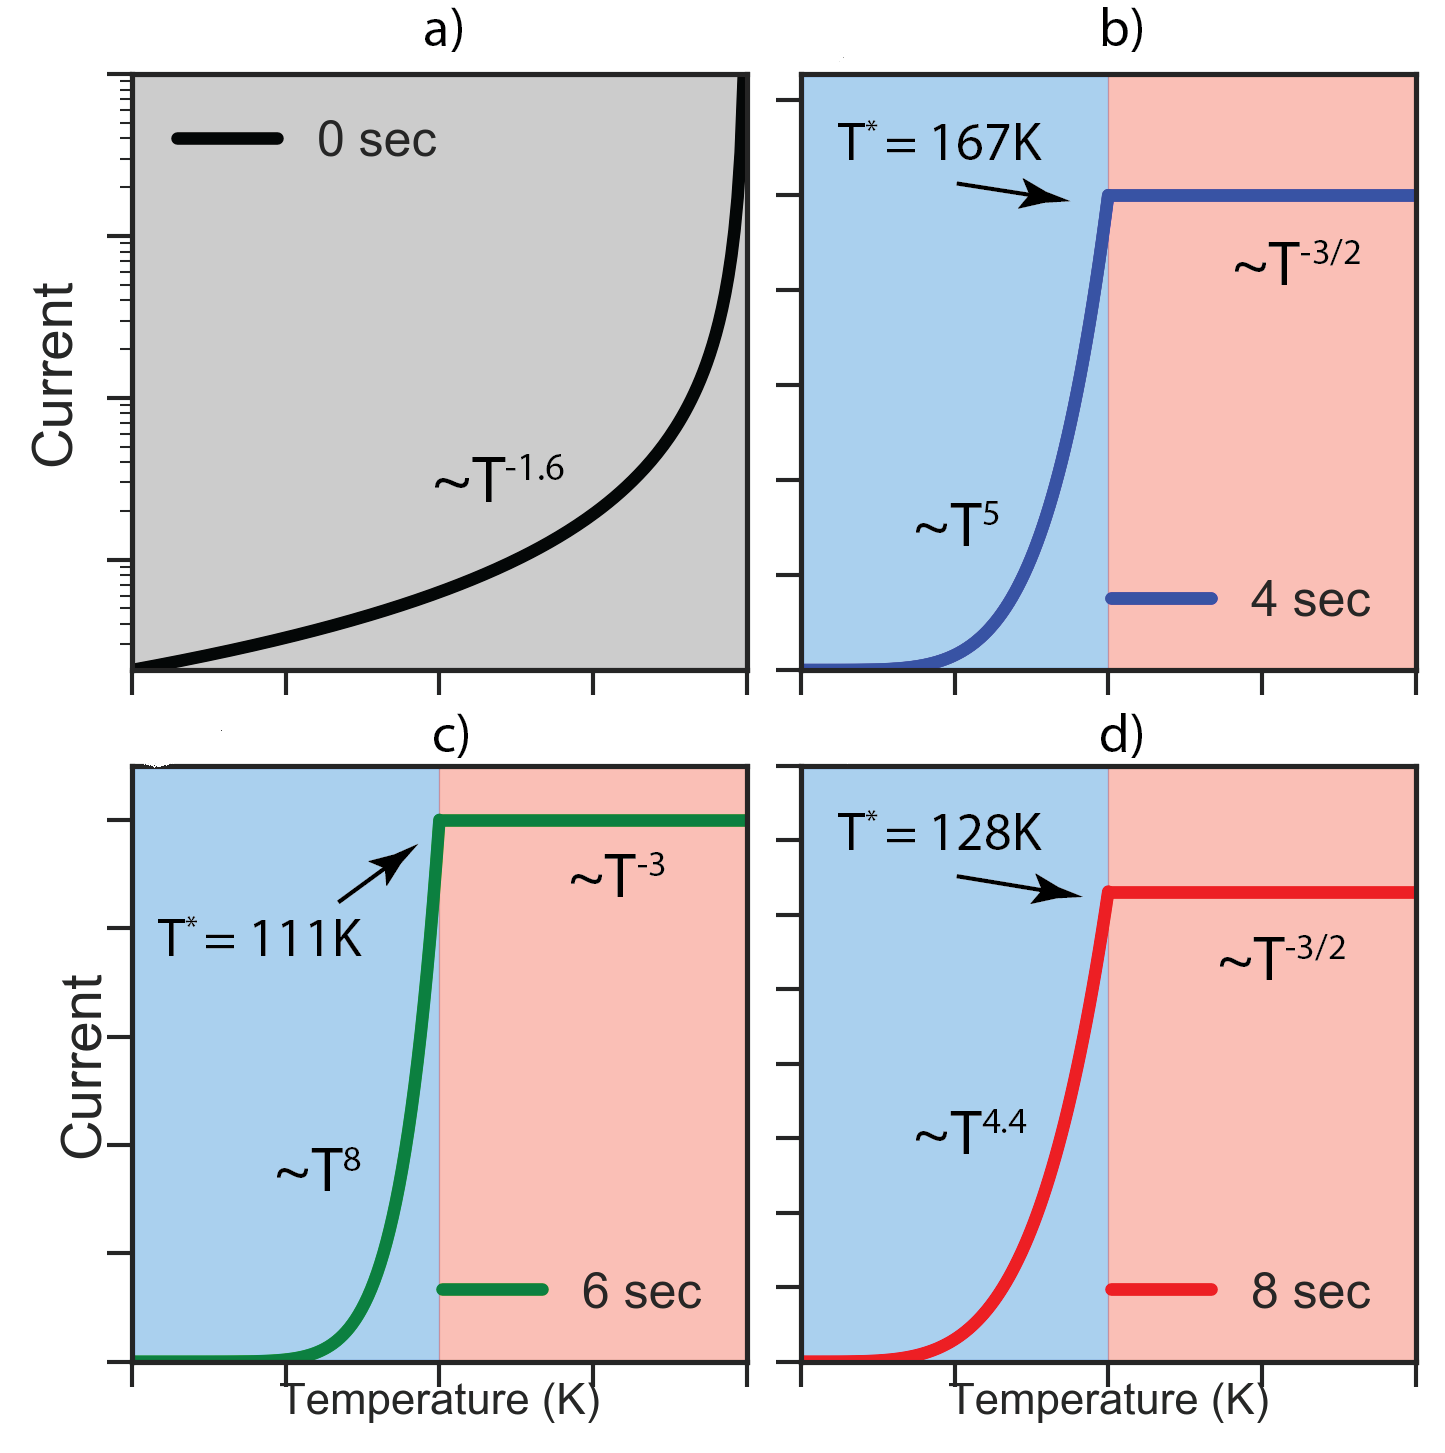 a)
0 sec
~T-1.6
Current
b)
T* = 167K
~T-3/2
~T5
4 sec
c)
~T-3
T* = 111K
~T8
6 sec
Current
Temperature (K)
d)
T* = 128K
~T-3/2
~T4.4
8 sec
Temperature (K)